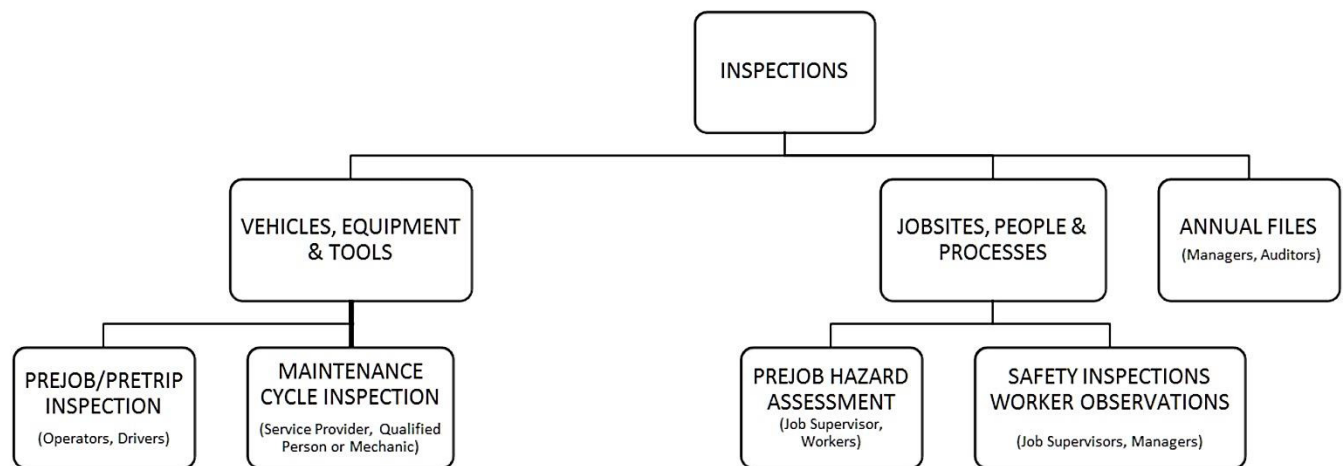 INSPECTIONS
VEHICLES, EQUIPMENT
& TOOLS
JOBSITES, PEOPLE &
PROCESSES
ANNUAL FILES
(Managers, Auditors)
PREJOB/PRETRIP
INSPECTION
(Operators, Drivers)
MAINTENANCE
CYCLE INSPECTION
(Service Provider, Qualified
Person or Mechanic)
PREJOB HAZARD
ASSESSMENT
(Job Supervisor,
Workers)
SAFETY INSPECTIONS
WORKER OBSERVATIONS
(Job Supervisors, Managers)